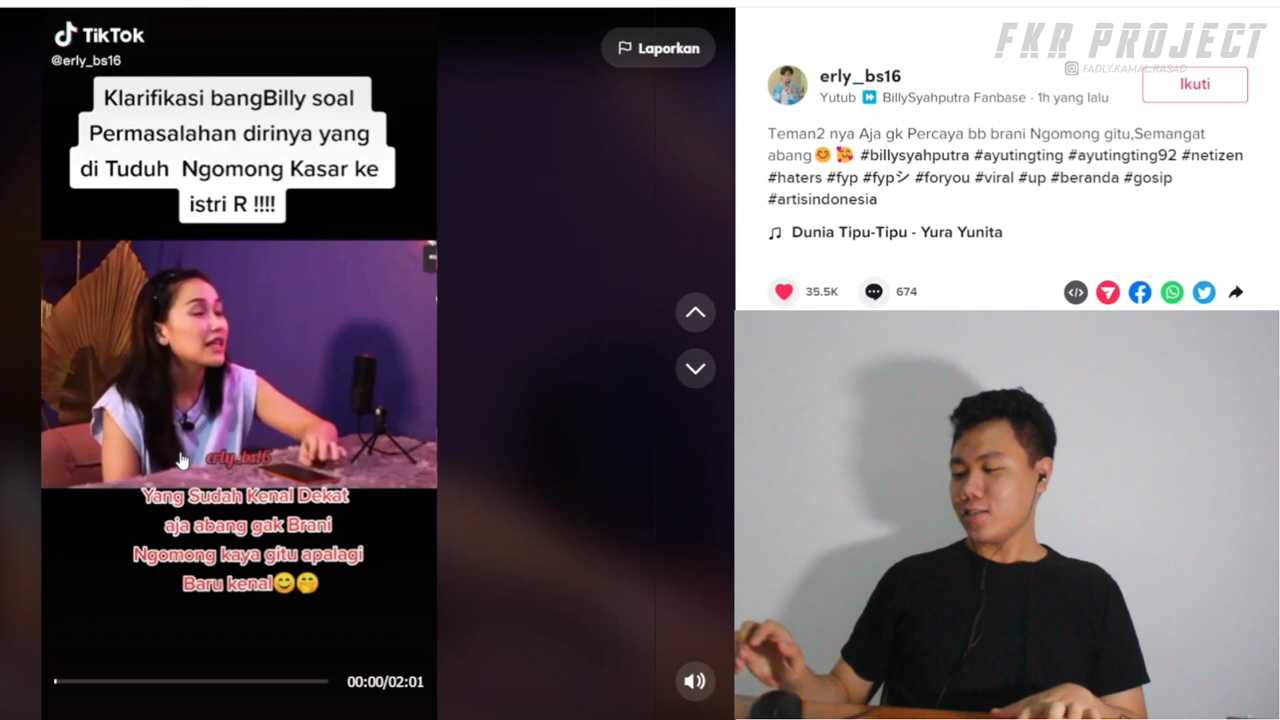 TikTok
@erly_bs16
Klarifikasi bangBilly soal
Permasalahan dirinya yang
di Tuduh Ngomong Kasar ke
istri R !!!!
erly_bs16
Yang Sudah Kenal Dekat
aja abang gak Brani
Ngomong kaya gitu apalagi
Baru kenal😊🤭
00:00/02:01
Laporkan
FKR PROJECT
FADLY.KAMAL.RASAD
erly_bs16
Yutub ⏩ BillySyahputra Fanbase · 1h yang lalu
Ikuti
Teman2 nya Aja gk Percaya bb brani Ngomong gitu,Semangat
abang😊 🥰 #billysyahputra #ayutingting #ayutingting92 #netizen
#haters #fyp #fypシ #foryou #viral #up #beranda #gosip
#artisindonesia
♫ Dunia Tipu-Tipu - Yura Yunita
35.5K 674